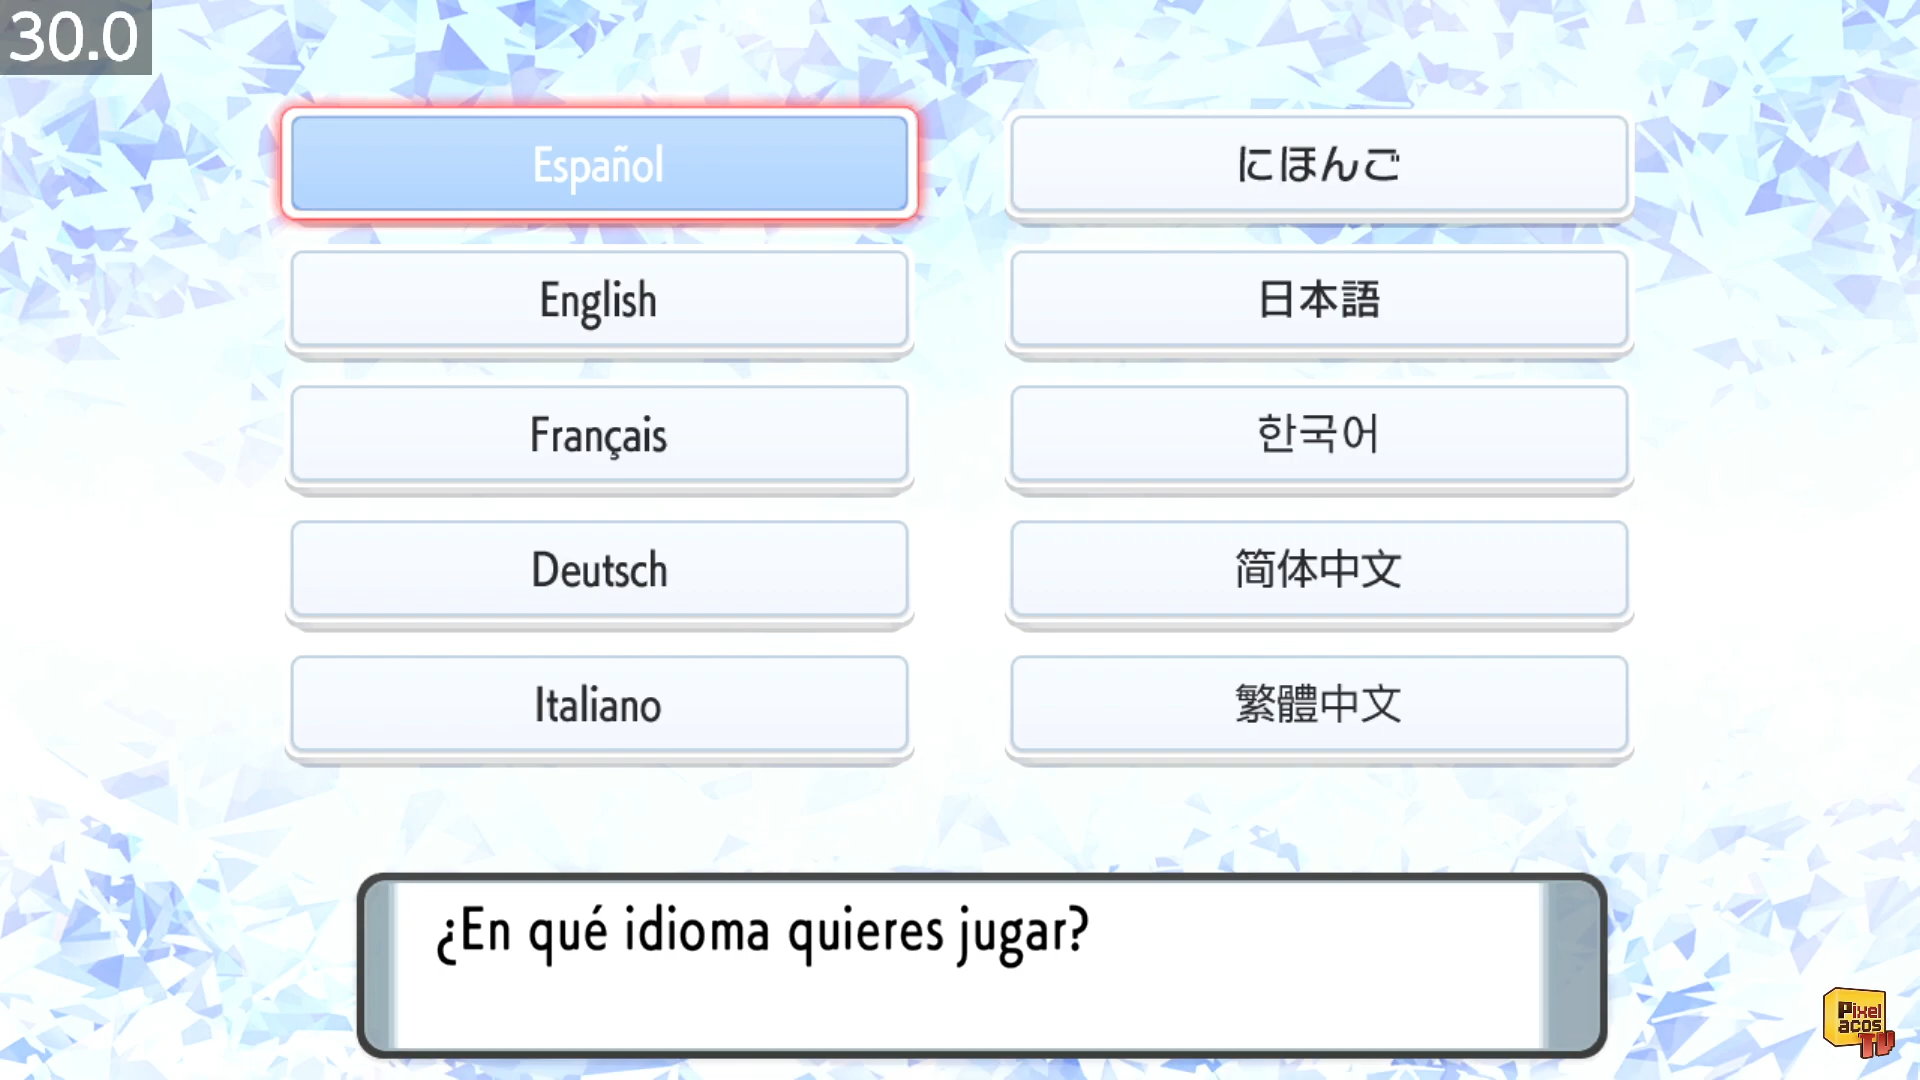 30.0
Español
にほんご
English
日本語
Français
한국어
Deutsch
简体中文
Italiano
繁體中文
¿En qué idioma quieres jugar?
Pixel
acos
TV